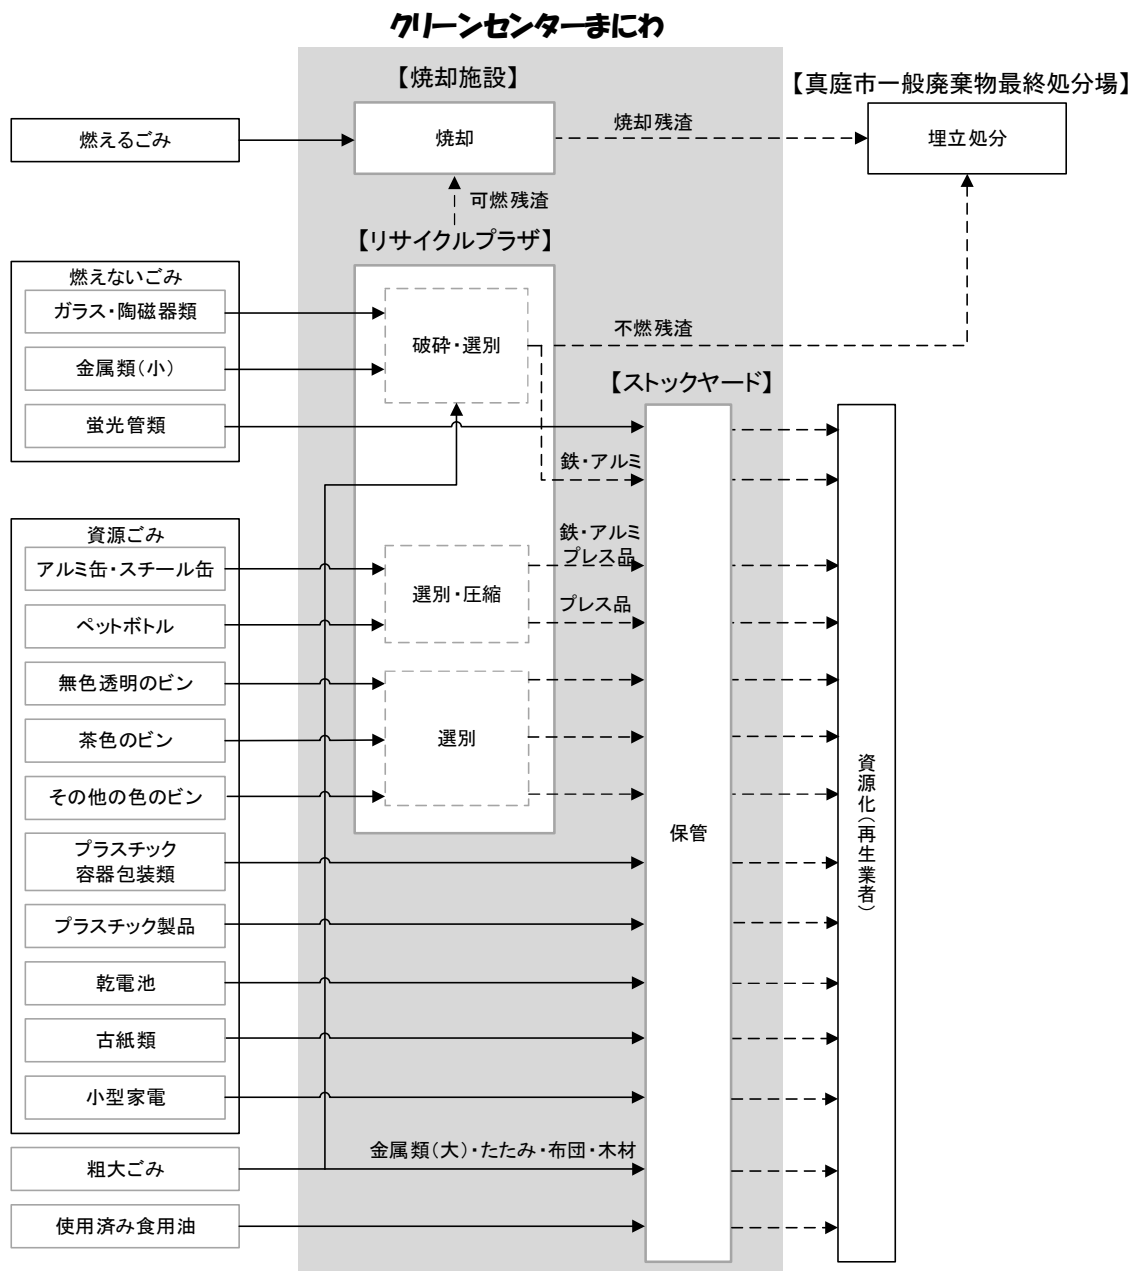 クリーンセンターまにわ
【焼却施設】
【真庭市一般廃棄物最終処分場】
燃えるごみ
焼却
焼却残渣
埋立処分
可燃残渣
【リサイクルプラザ】
燃えないごみ
ガラス・陶磁器類
金属類(小)
蛍光管類
破砕・選別
不燃残渣
【ストックヤード】
鉄・アルミ
資源ごみ
アルミ缶・スチール缶
ペットボトル
選別・圧縮
鉄・アルミ
プレス品
プレス品
無色透明のビン
茶色のビン
その他の色のビン
選別
保管
資源化(再生業者)
プラスチック
容器包装類
プラスチック製品
乾電池
古紙類
小型家電
粗大ごみ
金属類(大)・たたみ・布団・木材
使用済み食用油